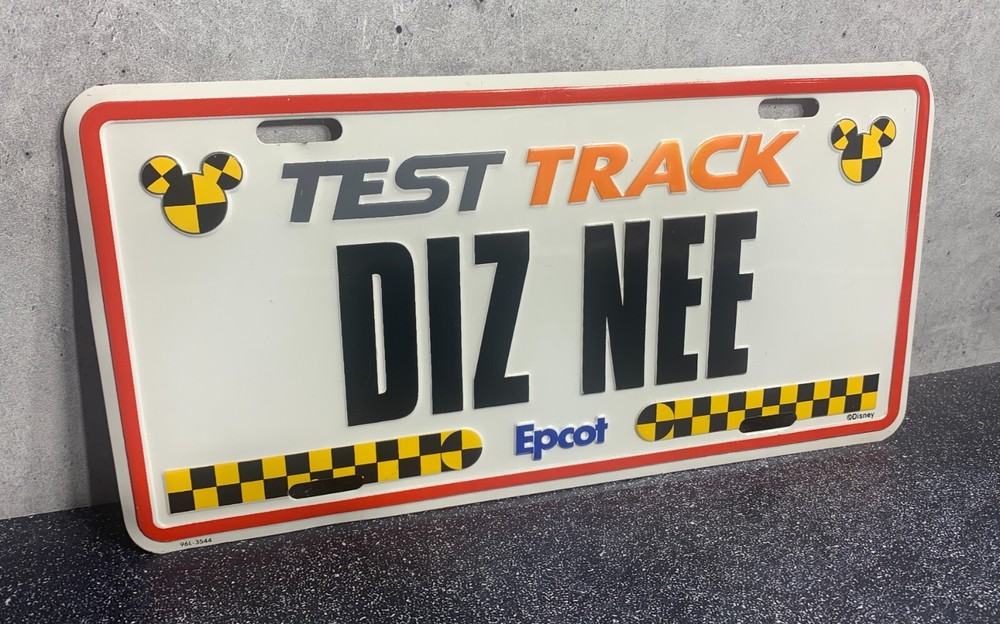 TEST TRACK
DIZ NEE
Epcot
©Disney
96L-3544